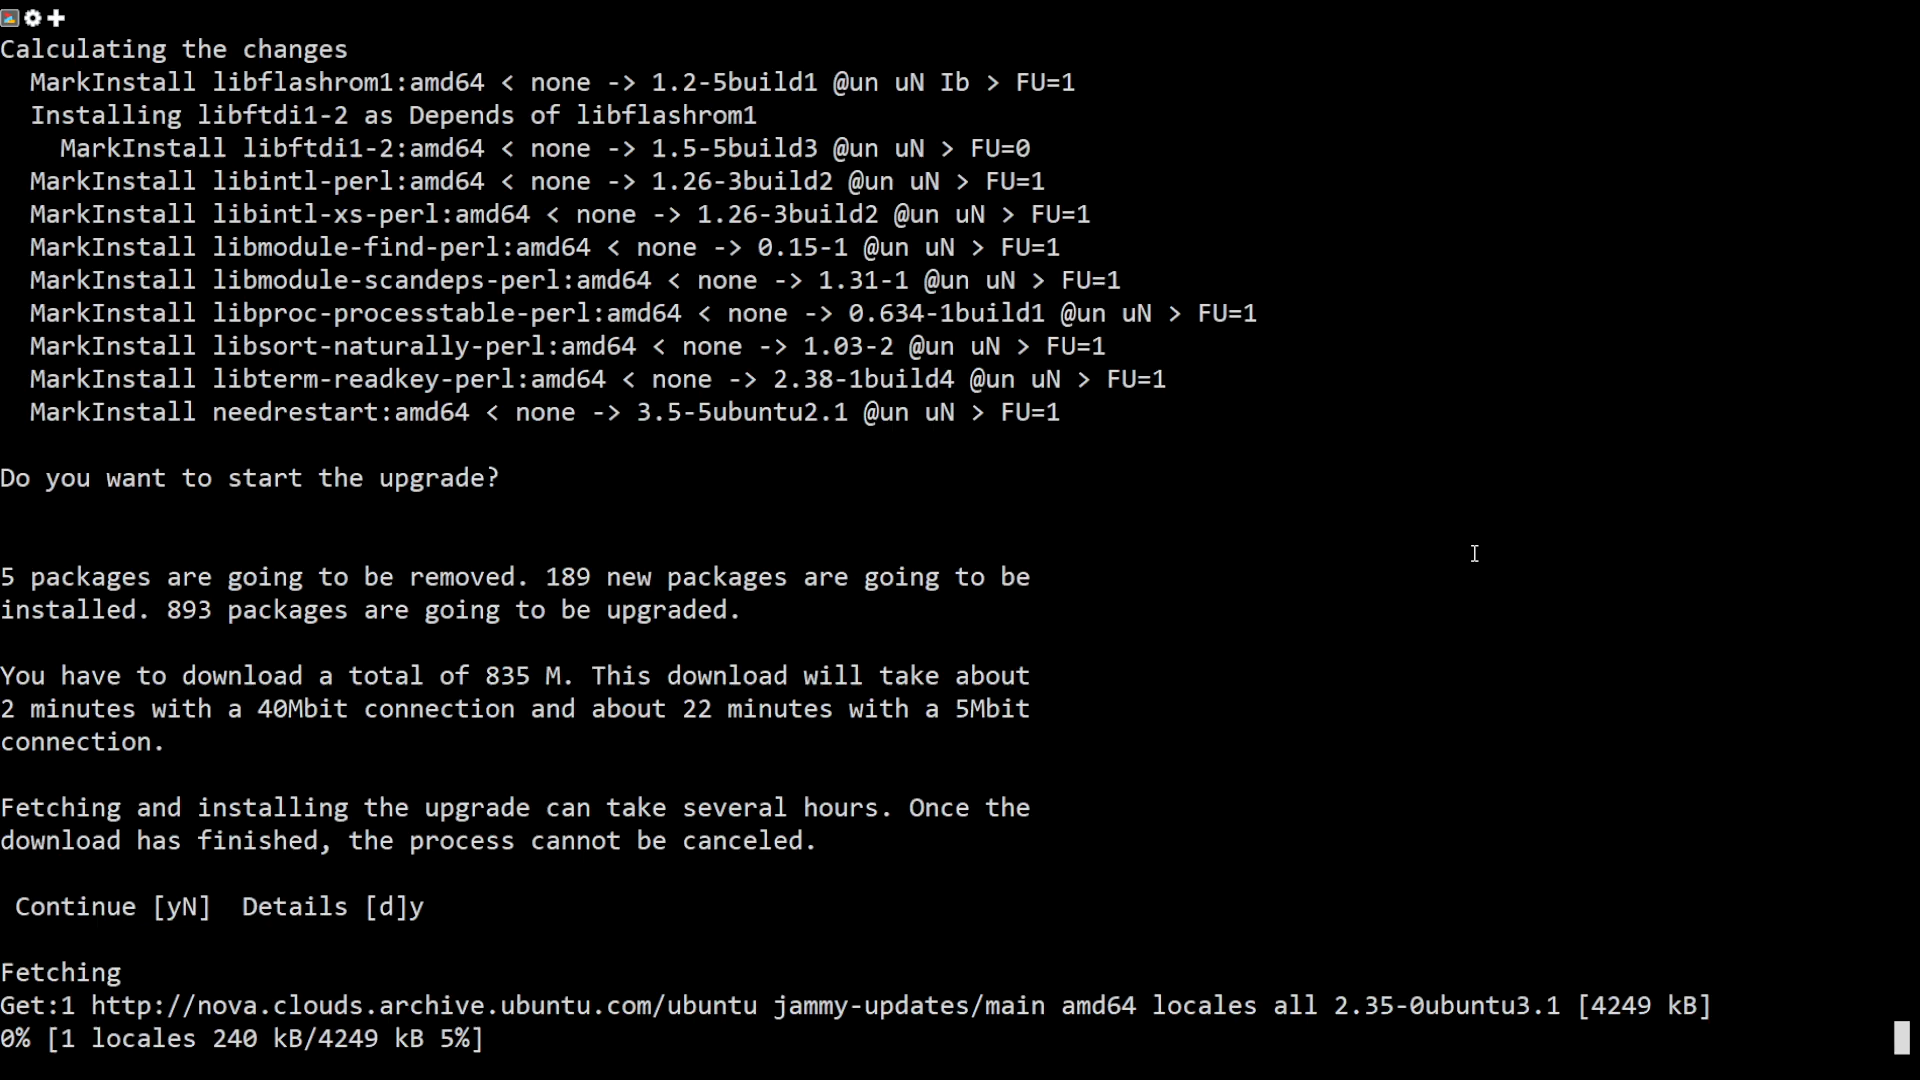 Calculating the changes
  MarkInstall libflashrom1:amd64 < none -> 1.2-5build1 @un uN Ib > FU=1
  Installing libftdi1-2 as Depends of libflashrom1
    MarkInstall libftdi1-2:amd64 < none -> 1.5-5build3 @un uN > FU=0
  MarkInstall libintl-perl:amd64 < none -> 1.26-3build2 @un uN > FU=1
  MarkInstall libintl-xs-perl:amd64 < none -> 1.26-3build2 @un uN > FU=1
  MarkInstall libmodule-find-perl:amd64 < none -> 0.15-1 @un uN > FU=1
  MarkInstall libmodule-scandeps-perl:amd64 < none -> 1.31-1 @un uN > FU=1
  MarkInstall libproc-processtable-perl:amd64 < none -> 0.634-1build1 @un uN > FU=1
  MarkInstall libsort-naturally-perl:amd64 < none -> 1.03-2 @un uN > FU=1
  MarkInstall libterm-readkey-perl:amd64 < none -> 2.38-1build4 @un uN > FU=1
  MarkInstall needrestart:amd64 < none -> 3.5-5ubuntu2.1 @un uN > FU=1
Do you want to start the upgrade?
5 packages are going to be removed. 189 new packages are going to be
installed. 893 packages are going to be upgraded.
You have to download a total of 835 M. This download will take about
2 minutes with a 40Mbit connection and about 22 minutes with a 5Mbit
connection.
Fetching and installing the upgrade can take several hours. Once the
download has finished, the process cannot be canceled.
 Continue [yN]  Details [d]y
Fetching
Get:1 http://nova.clouds.archive.ubuntu.com/ubuntu jammy-updates/main amd64 locales all 2.35-0ubuntu3.1 [4249 kB]
0% [1 locales 240 kB/4249 kB 5%]